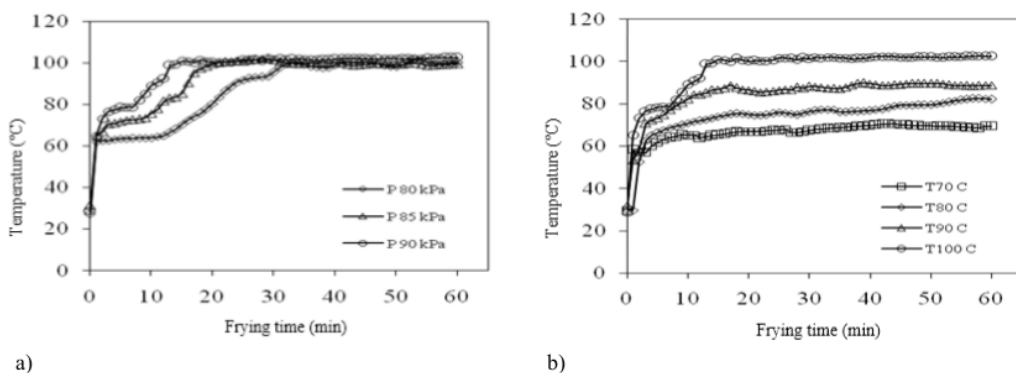 120
100
80
60
40
20
0
Temperature (°C)
P 80 kPa
P 85 kPa
P 90 kPa
0 10 20 30 40 50 60
Frying time (min)
a)
120
100
80
60
40
20
0
Temperature (°C)
T70 C
T80 C
T90 C
T100 C
0 10 20 30 40 50 60
Frying time (min)
b)